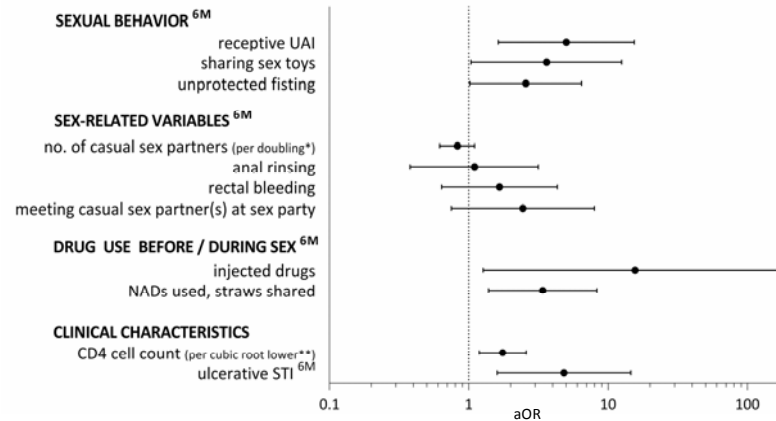 SEXUAL BEHAVIOR 6M
receptive UAI
sharing sex toys
unprotected fisting
SEX-RELATED VARIABLES 6M
no. of casual sex partners (per doubling*)
anal rinsing
rectal bleeding
meeting casual sex partner(s) at sex party
DRUG USE BEFORE / DURING SEX 6M
injected drugs
NADs used, straws shared
CLINICAL CHARACTERISTICS
CD4 cell count (per cubic root lower**)
ulcerative STI 6M
0.1 1 10 100
aOR